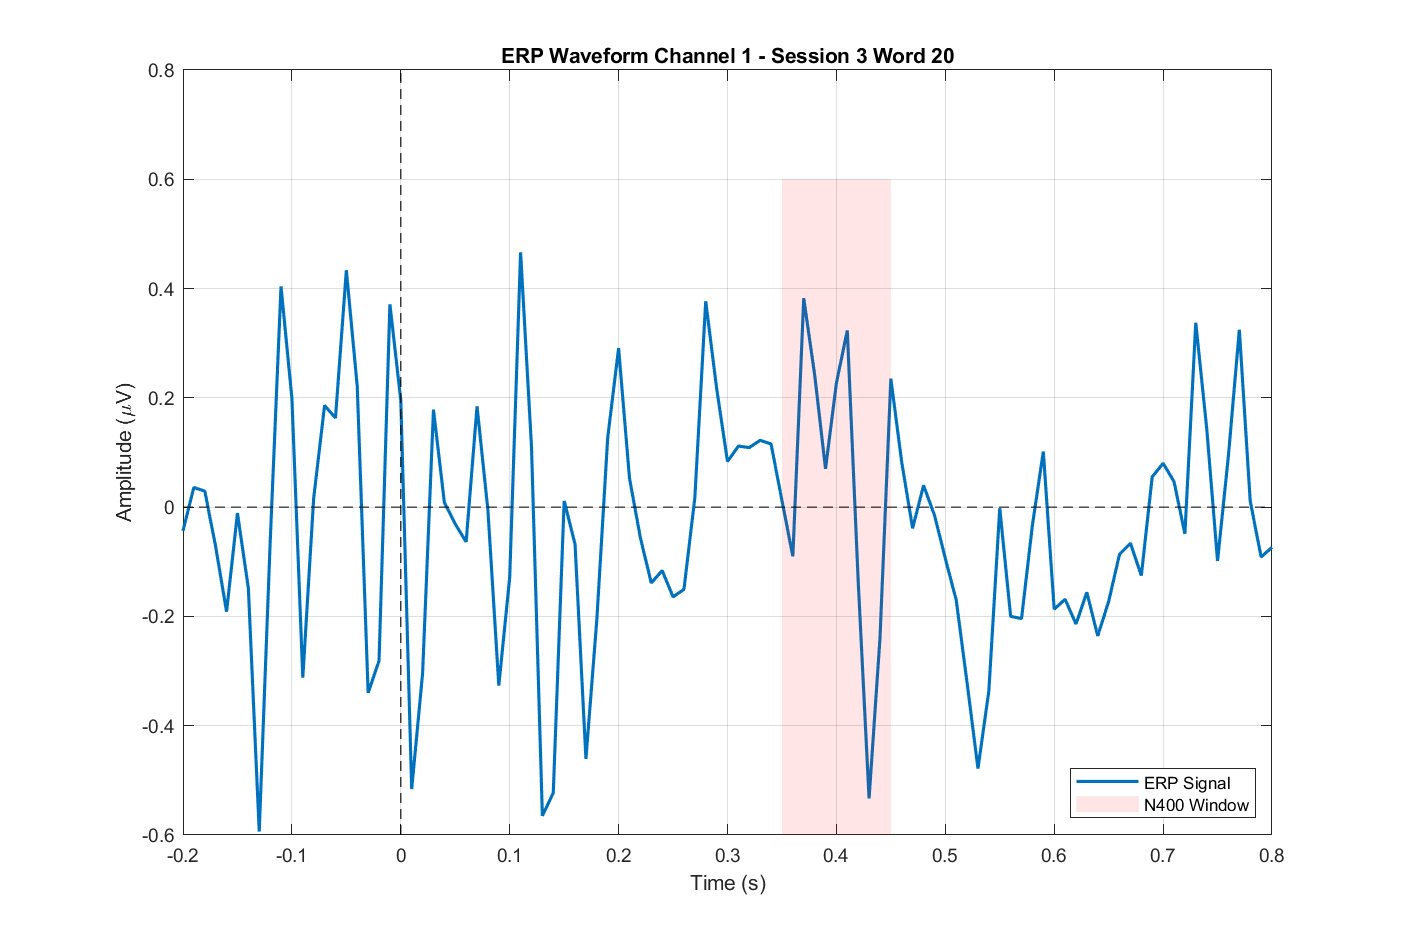 ERP Waveform Channel 1 - Session 3 Word 20
0.8
0.6
0.4
0.2
0
-0.2
-0.4
-0.6
Amplitude (μV)
-0.2 -0.1 0 0.1 0.2 0.3 0.4 0.5 0.6 0.7 0.8
Time (s)
ERP Signal
N400 Window